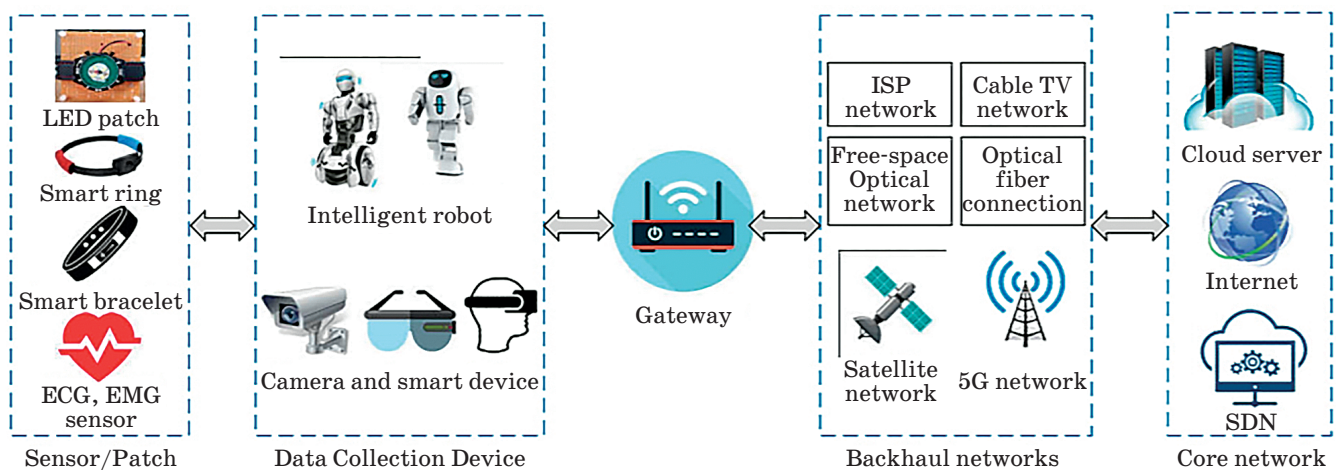 LED patch
Smart ring
Smart bracelet
ECG, EMG
sensor
Sensor/Patch
Intelligent robot
Camera and smart device
Data Collection Device
Gateway
ISP
network
Cable TV
network
Free-space
Optical
network
Optical
fiber
connection
Satellite
network
5G network
Backhaul networks
Cloud server
Internet
SDN
Core network